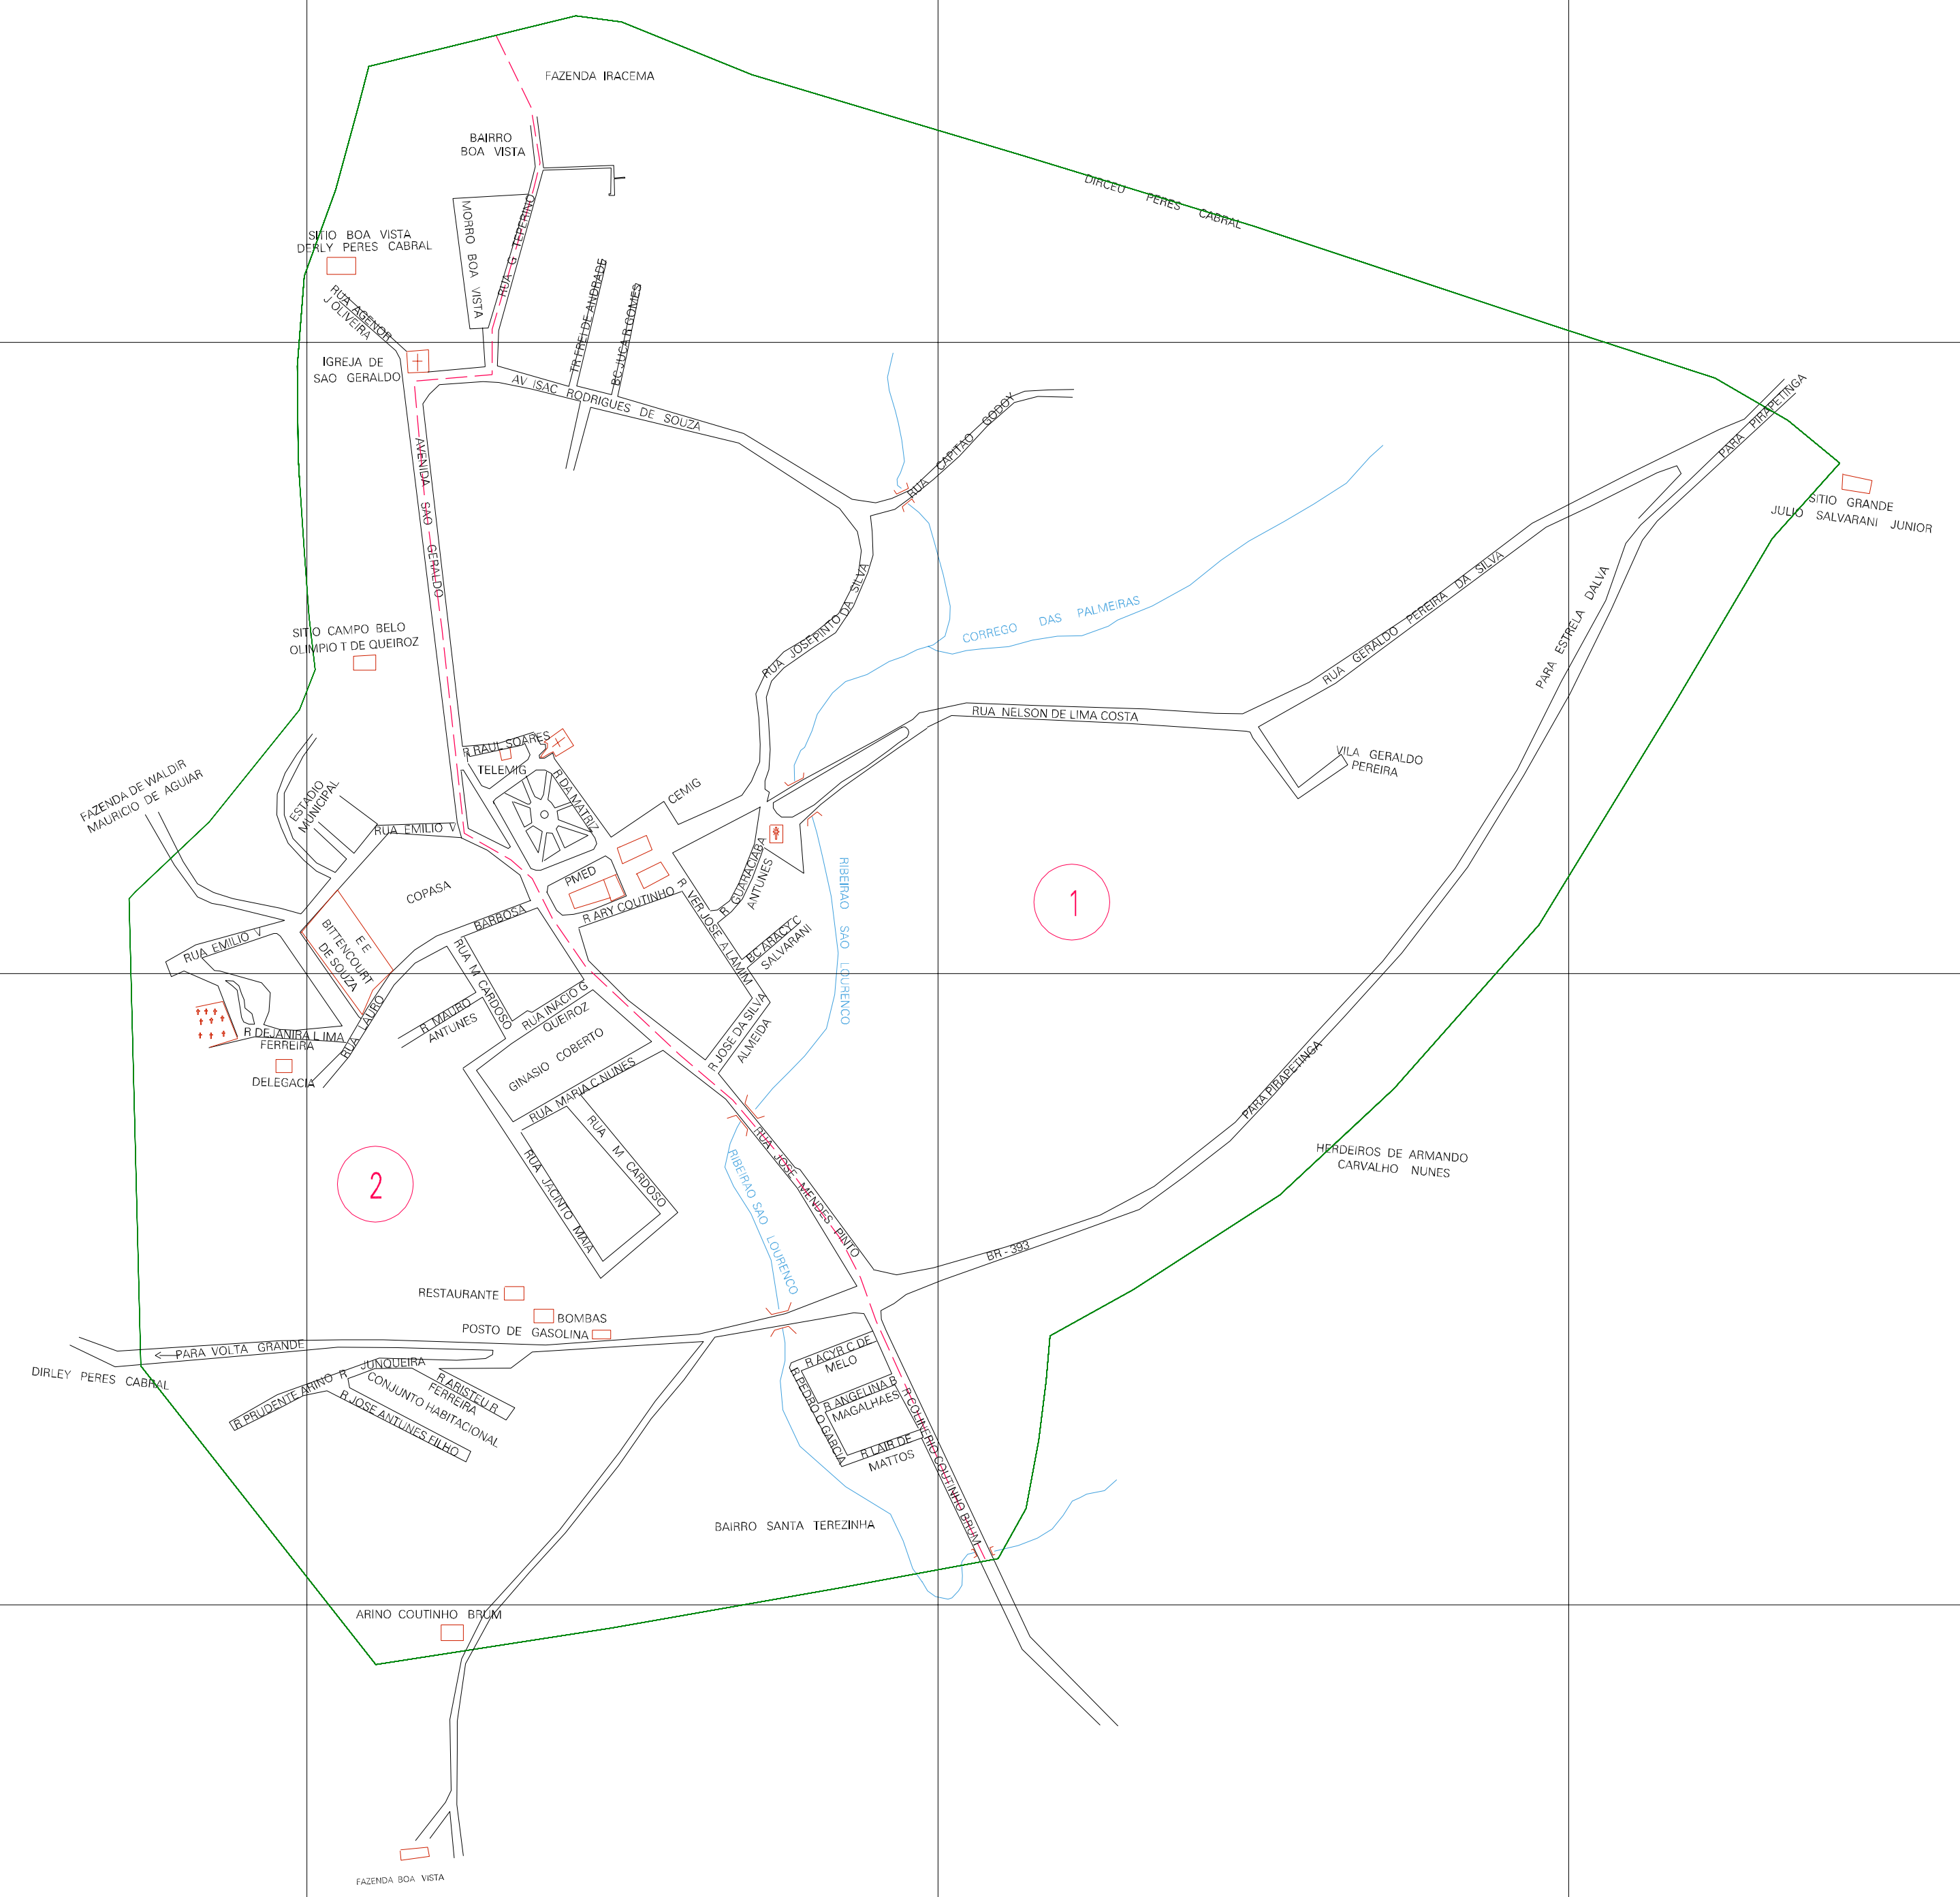 FAZENDA IRACEMA
BAIRRO
BOA VISTA
DIRCEU PERES CABRAL
MORRO BOA VISTA
RUA G TEPERINO
SITIO BOA VISTA
DERLY PERES CABRAL
RUA AGENOR
J OLIVEIRA
TR FREI DE ANDRADE
BC JUCA R GOMES
IGREJA DE
SAO GERALDO
AV ISAC RODRIGUES DE SOUZA
RUA CAPITAO GODOY
PARA PIRAPETINGA
AVENIDA SAO GERALDO
SITIO GRANDE
JULIO SALVARANI JUNIOR
RUA JOSE PINTO DA SILVA
CORREGO DAS PALMEIRAS
RUA GERALDO PEREIRA DA SILVA
PARA ESTRELA DALVA
SITIO CAMPO BELO
OLIMPIO T DE QUEIROZ
RUA NELSON DE LIMA COSTA
R RAUL SOARES
TELEMIG
R DA MATRIZ
CEMIG
VILA GERALDO
PEREIRA
FAZENDA DE WALDIR
MAURICIO DE AGUIAR
ESTADIO
MUNICIPAL
RUA EMILIO V
COPASA
PMED
R ARY COUTINHO
R GUARACIABA
ANTUNES
R VER JOSE A LAMIM
BC ARACY C
SALVARANI
RIBEIRAO SAO LOURENCO
1
BARBOSA
RUA EMILIO V
E E
BITTENCOURT
DE SOUZA
RUA M CARDOSO
RUA INACIO G
QUEIROZ
R MAURO
ANTUNES
R JOSE DA SILVA
ALMEIDA
RUA LAURO
R DEJANIRA LIMA
FERREIRA
DELEGACIA
GINASIO COBERTO
RUA MARIA C NUNES
PARA PIRAPETINGA
RUA M CARDOSO
RUA JACINTO MAIA
2
RUA JOSE MENDES PINTO
RIBEIRAO SAO LOURENCO
HERDEIROS DE ARMANDO
CARVALHO NUNES
BR - 393
RESTAURANTE
BOMBAS
POSTO DE GASOLINA
PARA VOLTA GRANDE
DIRLEY PERES CABRAL
R PRUDENTE ARINO R
JUNQUEIRA
R ARISTEU R
FERREIRA
CONJUNTO HABITACIONAL
R JOSE ANTUNES FILHO
R ACYR C DE
MELO
R ANGELINA B
MAGALHAES
R PEDRO O GARCIA
R LAIR DE
MATTOS
R COLINERIO COUTINHO BRUM
BAIRRO SANTA TEREZINHA
ARINO COUTINHO BRUM
FAZENDA BOA VISTA